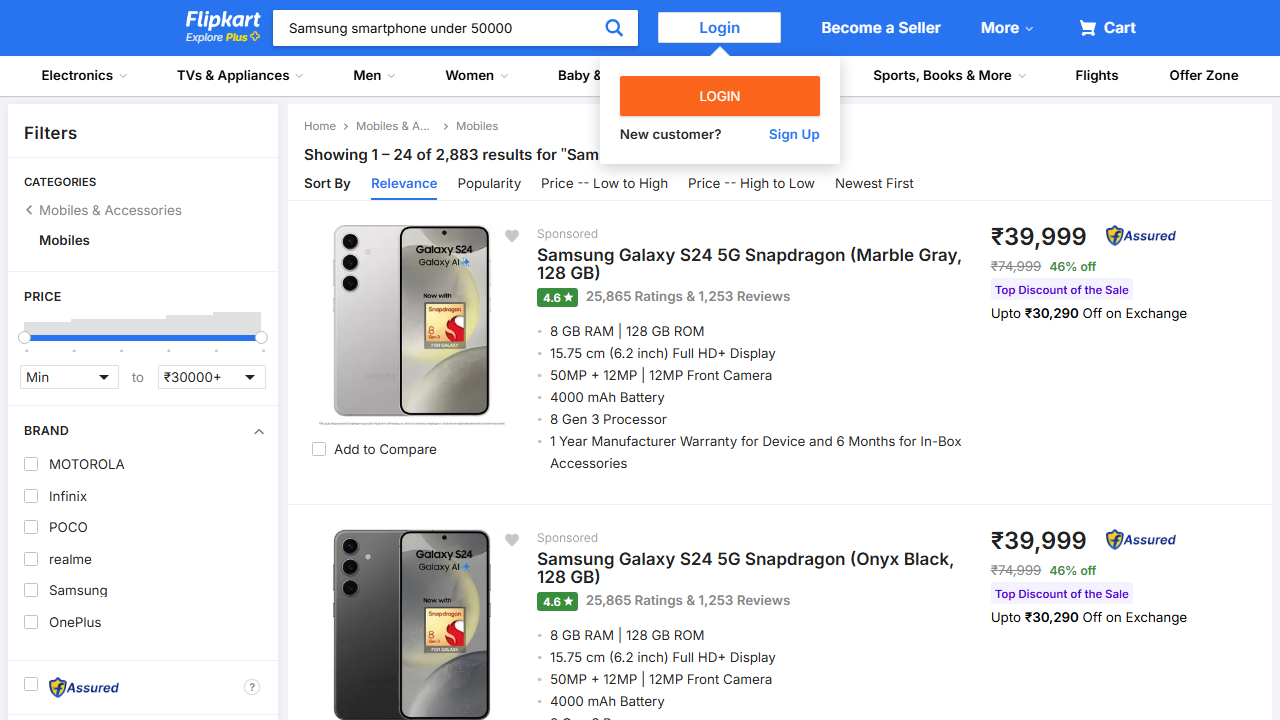 Flipkart
Explore Plus
Samsung smartphone under 50000
Login
Become a Seller
More
Cart
Electronics
TVs & Appliances
Men
Women
Baby &
Sports, Books & More
Flights
Offer Zone
LOGIN
New customer?
Sign Up
Filters
CATEGORIES
Mobiles & Accessories
Mobiles
PRICE
Min
to
₹30000+
BRAND
MOTOROLA
Infinix
POCO
realme
Samsung
OnePlus
Assured
?
Home
Mobiles & A...
Mobiles
Showing 1 – 24 of 2,883 results for "Sam
Sort By
Relevance
Popularity
Price -- Low to High
Price -- High to Low
Newest First
Galaxy S24
Galaxy AI
Now with
Snapdragon
8
Gen 3
FOR GALAXY
Add to Compare
Sponsored
Samsung Galaxy S24 5G Snapdragon (Marble Gray,
128 GB)
4.6
25,865 Ratings & 1,253 Reviews
8 GB RAM | 128 GB ROM
15.75 cm (6.2 inch) Full HD+ Display
50MP + 12MP | 12MP Front Camera
4000 mAh Battery
8 Gen 3 Processor
1 Year Manufacturer Warranty for Device and 6 Months for In-Box
Accessories
₹39,999
Assured
₹74,999 46% off
Top Discount of the Sale
Upto ₹30,290 Off on Exchange
Galaxy S24
Galaxy AI
Now with
Snapdragon
8
Gen 3
FOR GALAXY
Sponsored
Samsung Galaxy S24 5G Snapdragon (Onyx Black,
128 GB)
4.6
25,865 Ratings & 1,253 Reviews
8 GB RAM | 128 GB ROM
15.75 cm (6.2 inch) Full HD+ Display
50MP + 12MP | 12MP Front Camera
4000 mAh Battery
₹39,999
Assured
₹74,999 46% off
Top Discount of the Sale
Upto ₹30,290 Off on Exchange